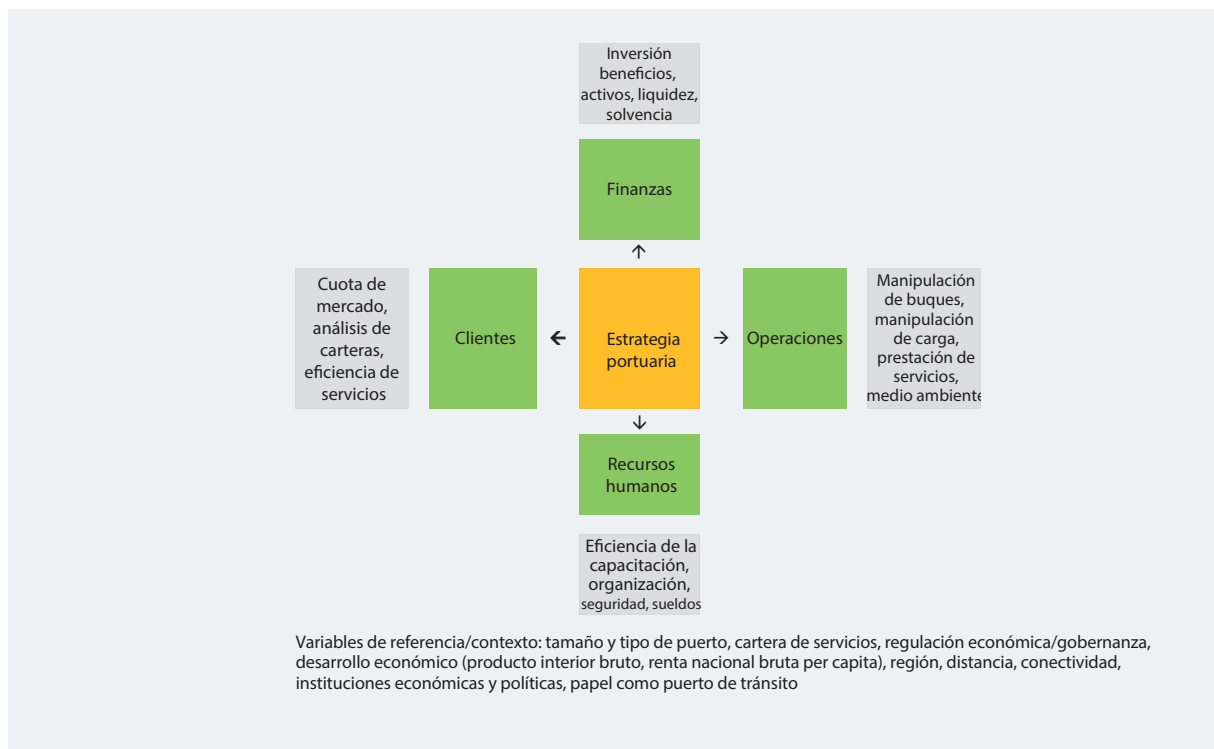 Inversión
beneficios,
activos, liquidez,
solvencia
Finanzas
Cuota de
mercado,
análisis de
carteras,
eficiencia de
servicios
Clientes
Estrategia
portuaria
Operaciones
Manipulación
de buques,
manipulación
de carga,
prestación de
servicios,
medio ambiente
Recursos
humanos
Eficiencia de la
capacitación,
organización,
seguridad, sueldos
Variables de referencia/contexto: tamaño y tipo de puerto, cartera de servicios, regulación económica/gobernanza,
desarrollo económico (producto interior bruto, renta nacional bruta per capita), región, distancia, conectividad,
instituciones económicas y políticas, papel como puerto de tránsito